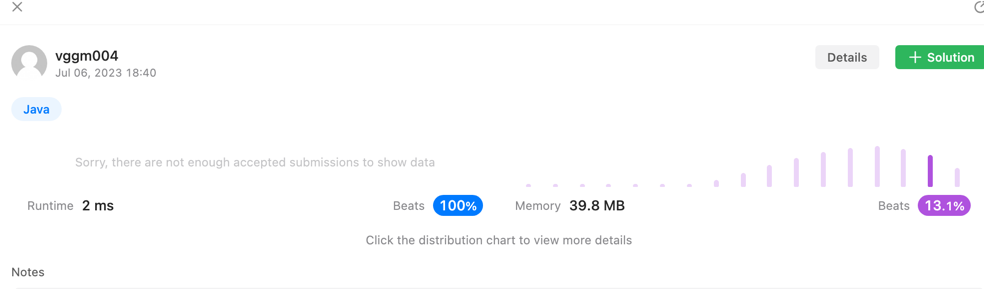 vggm004
Jul 06, 2023 18:40
Details
+ Solution
Java
Sorry, there are not enough accepted submissions to show data
Runtime 2 ms
Beats 100%
Memory 39.8 MB
Beats 13.1%
Click the distribution chart to view more details
Notes